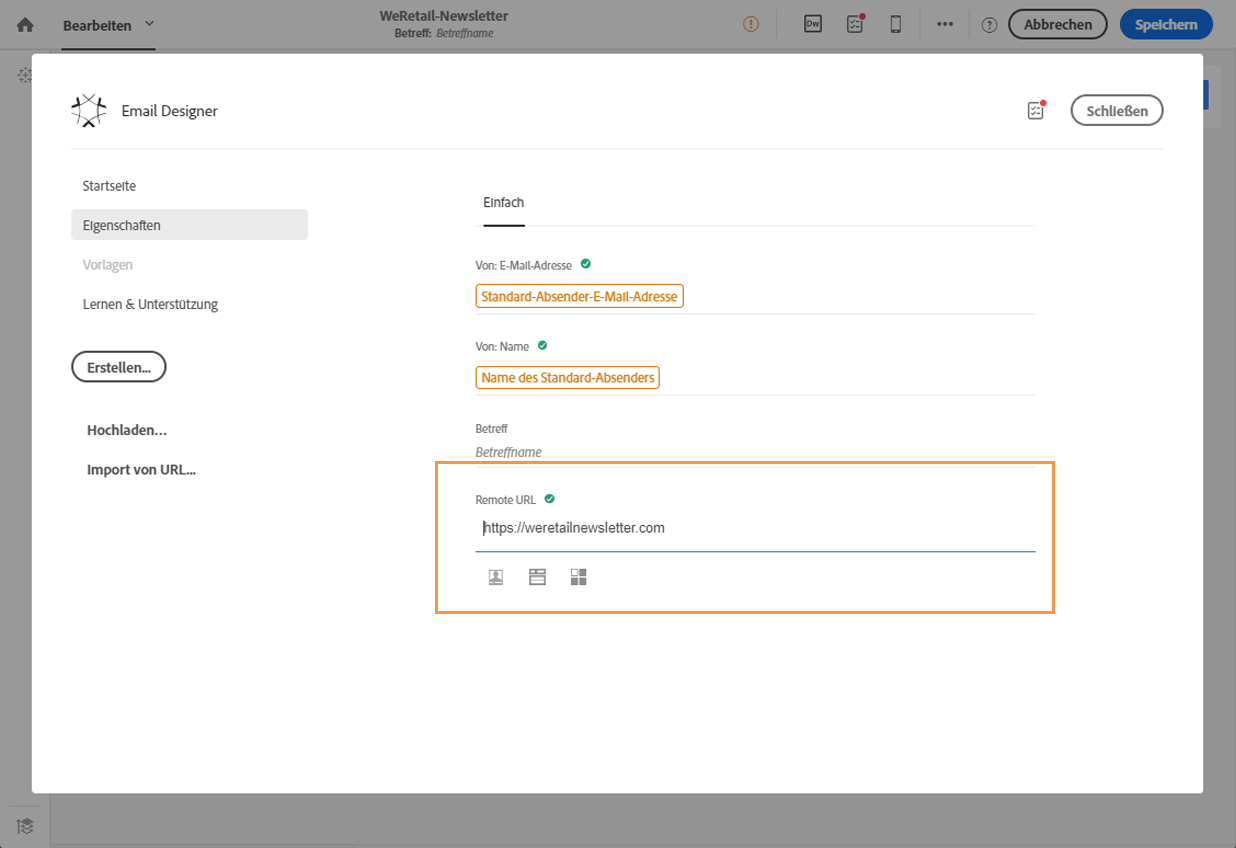 Bearbeiten
WeRetail-Newsletter
Betreff: Betreffname
Dw
Abbrechen
Speichern
Email Designer
Schließen
Startseite
Eigenschaften
Vorlagen
Lernen & Unterstützung
Erstellen...
Hochladen...
Import von URL...
Einfach
Von: E-Mail-Adresse
Standard-Absender-E-Mail-Adresse
Von: Name
Name des Standard-Absenders
Betreff
Betreffname
Remote URL
https://weretailnewsletter.com